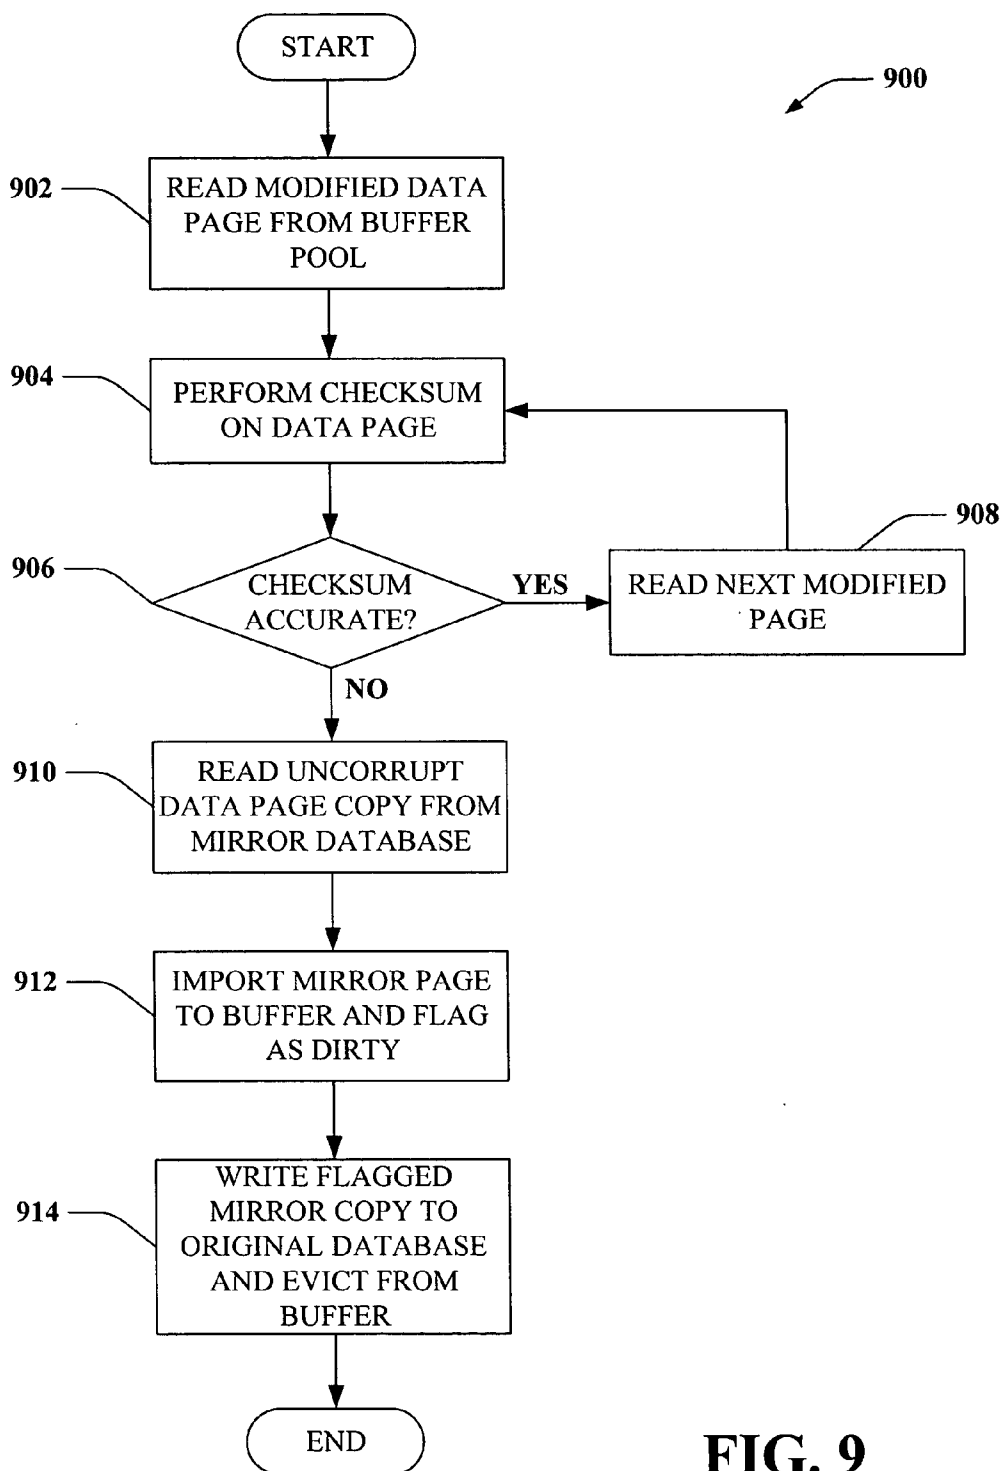 START
900
902
READ MODIFIED DATA
PAGE FROM BUFFER
POOL
904
PERFORM CHECKSUM
ON DATA PAGE
908
906
CHECKSUM
ACCURATE?
YES
READ NEXT MODIFIED
PAGE
NO
910
READ UNCORRUPT
DATA PAGE COPY FROM
MIRROR DATABASE
912
IMPORT MIRROR PAGE
TO BUFFER AND FLAG
AS DIRTY
914
WRITE FLAGGED
MIRROR COPY TO
ORIGINAL DATABASE
AND EVICT FROM
BUFFER
END
FIG. 9